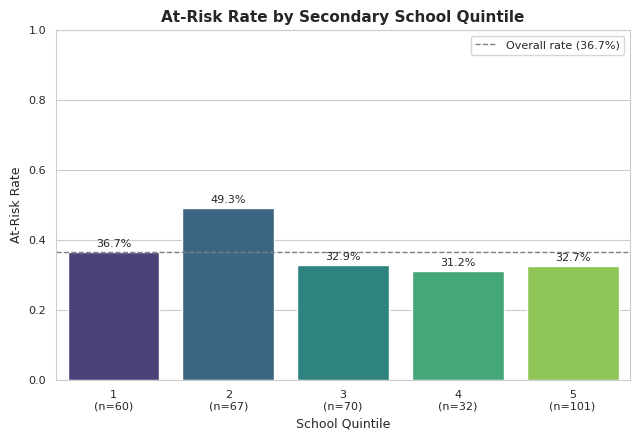 At-Risk Rate by Secondary School Quintile
Overall rate (36.7%)
At-Risk Rate
1.0
0.8
0.6
0.4
0.2
0.0
36.7%
49.3%
32.9%
31.2%
32.7%
1
(n=60)
2
(n=67)
3
(n=70)
4
(n=32)
5
(n=101)
School Quintile